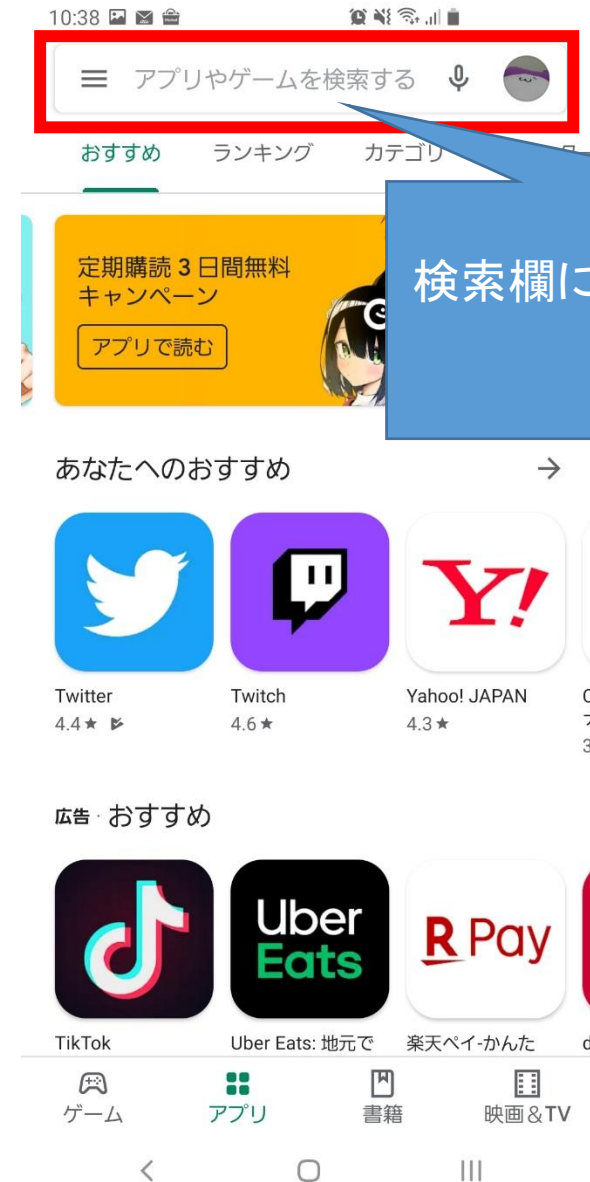 10:38
アプリやゲームを検索する
おすすめ
ランキング
カテゴリ
検索欄に
定期購読 3 日間無料
キャンペーン
アプリで読む
あなたへのおすすめ
Y!
Twitter
Twitch
Yahoo! JAPAN
4.4★
4.6★
4.3★
広告・おすすめ
Uber
Eats
R Pay
TikTok
Uber Eats: 地元で
楽天ペイ-かんた
ゲーム
アプリ
書籍
映画&TV